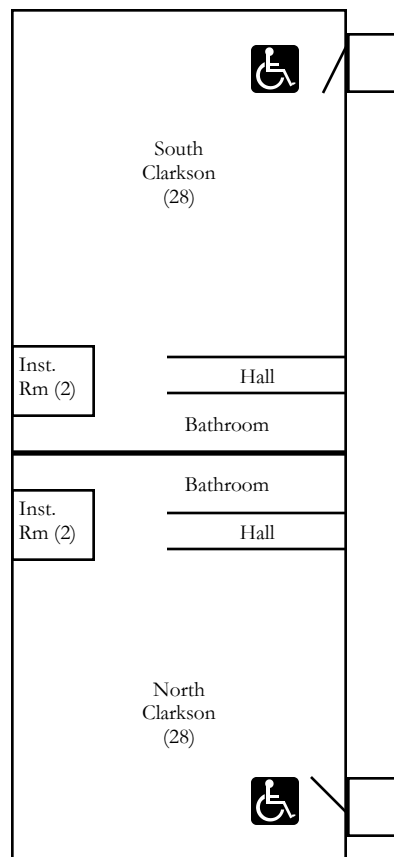 South
Clarkson
(28)
Inst.
Rm (2)
Hall
Bathroom
Bathroom
Inst.
Rm (2)
Hall
North
Clarkson
(28)